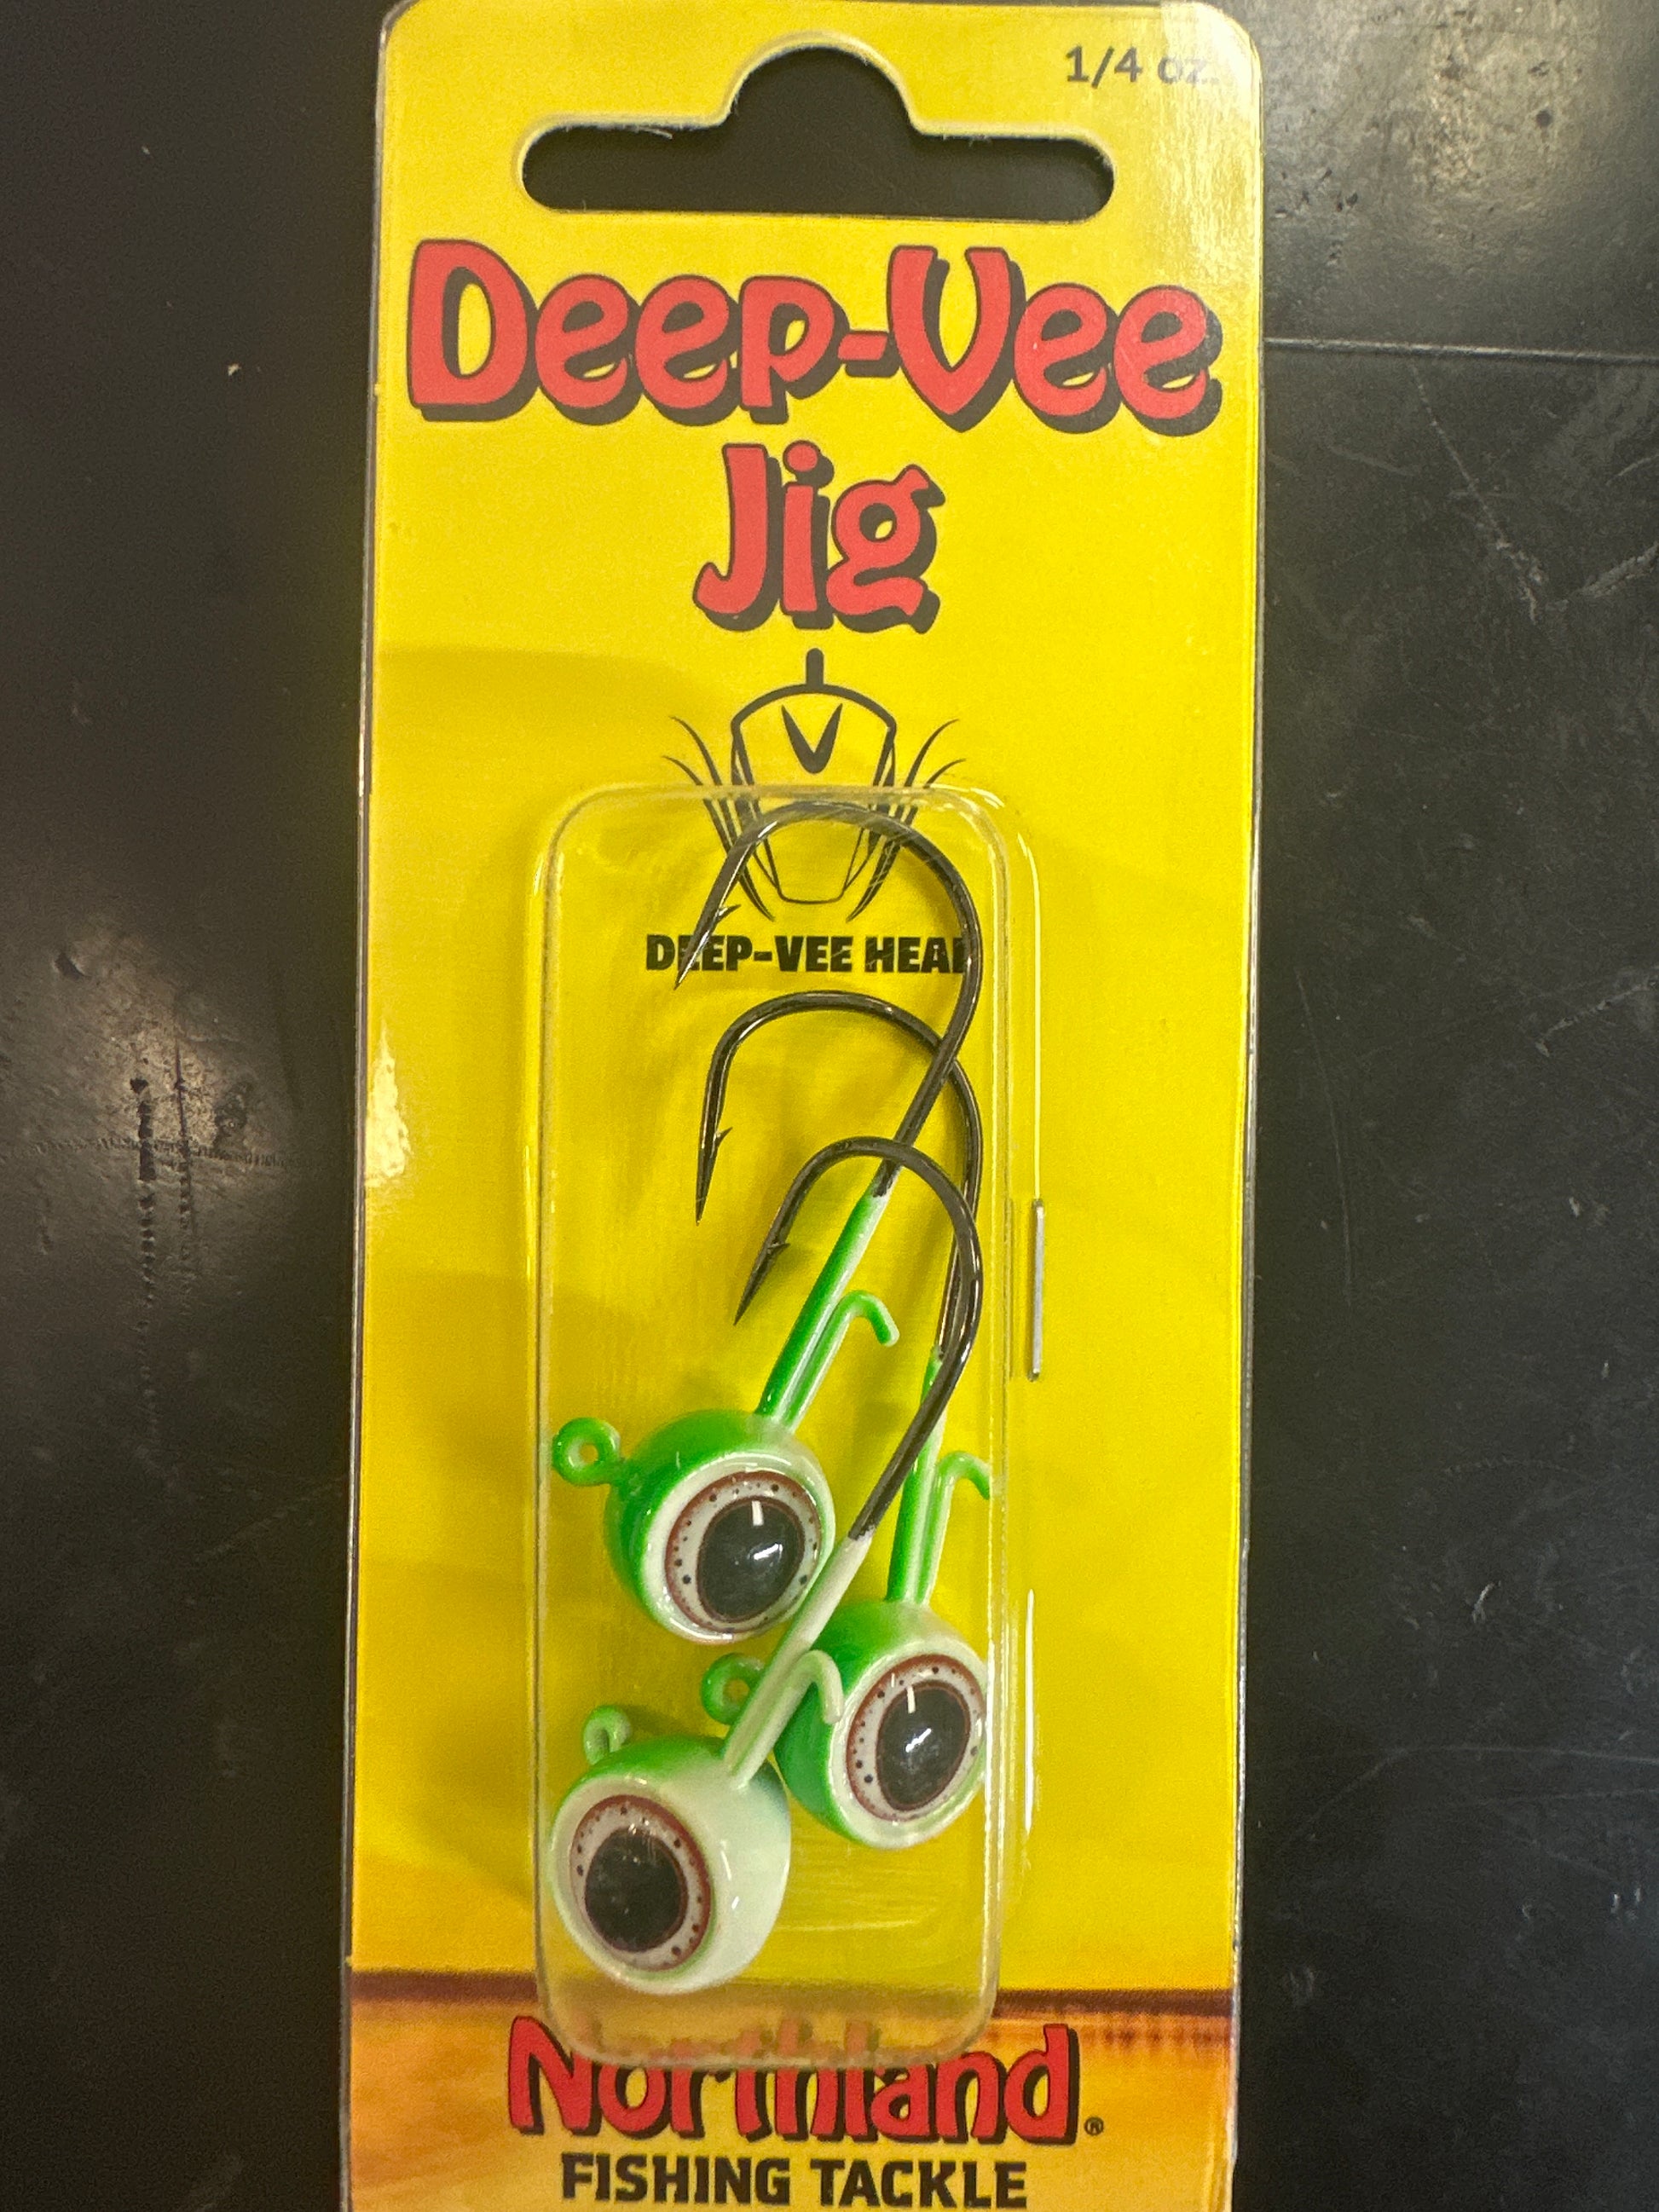 1/4 oz.
Deep-Vee
Jig
DEEP-VEE HEAD
Northland®
FISHING TACKLE